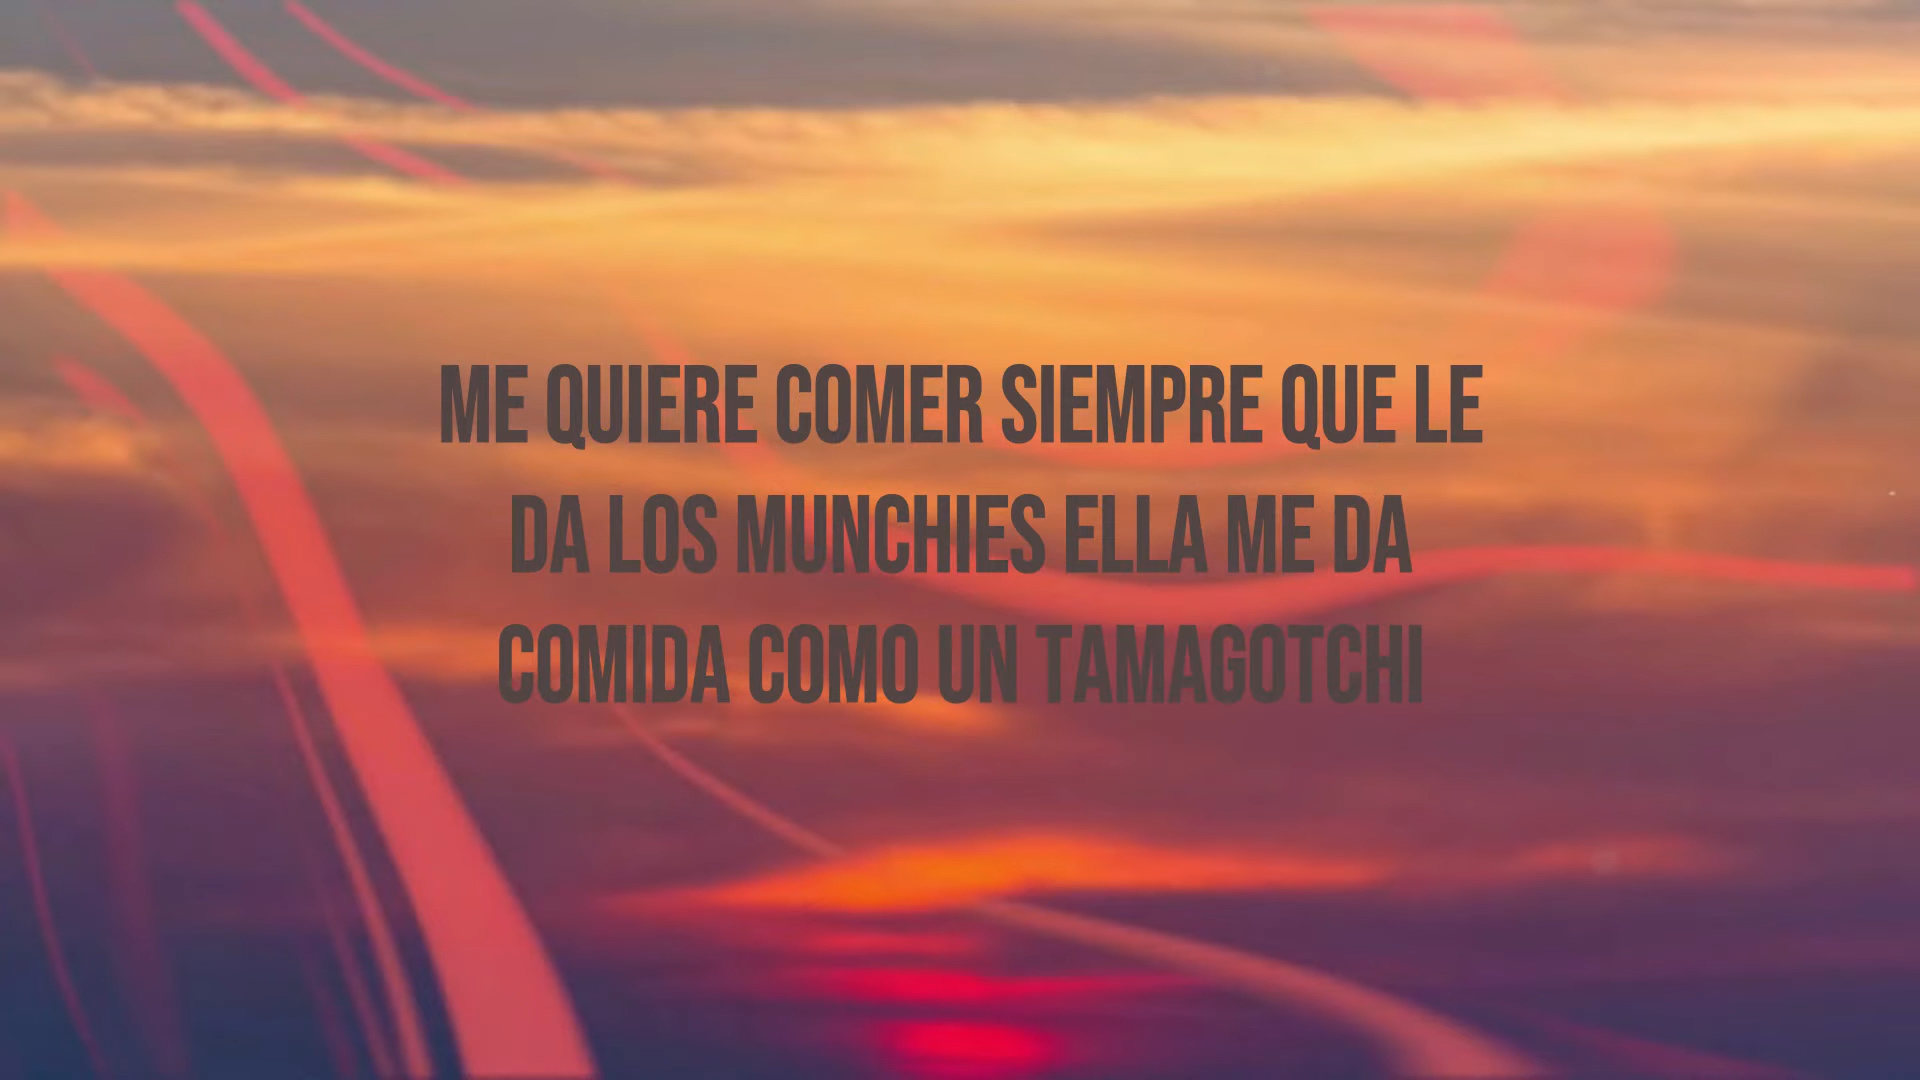 ME QUIERE COMER SIEMPRE QUE LE
DA LOS MUNCHIES ELLA ME DA
COMIDA COMO UN TAMAGOTCHI